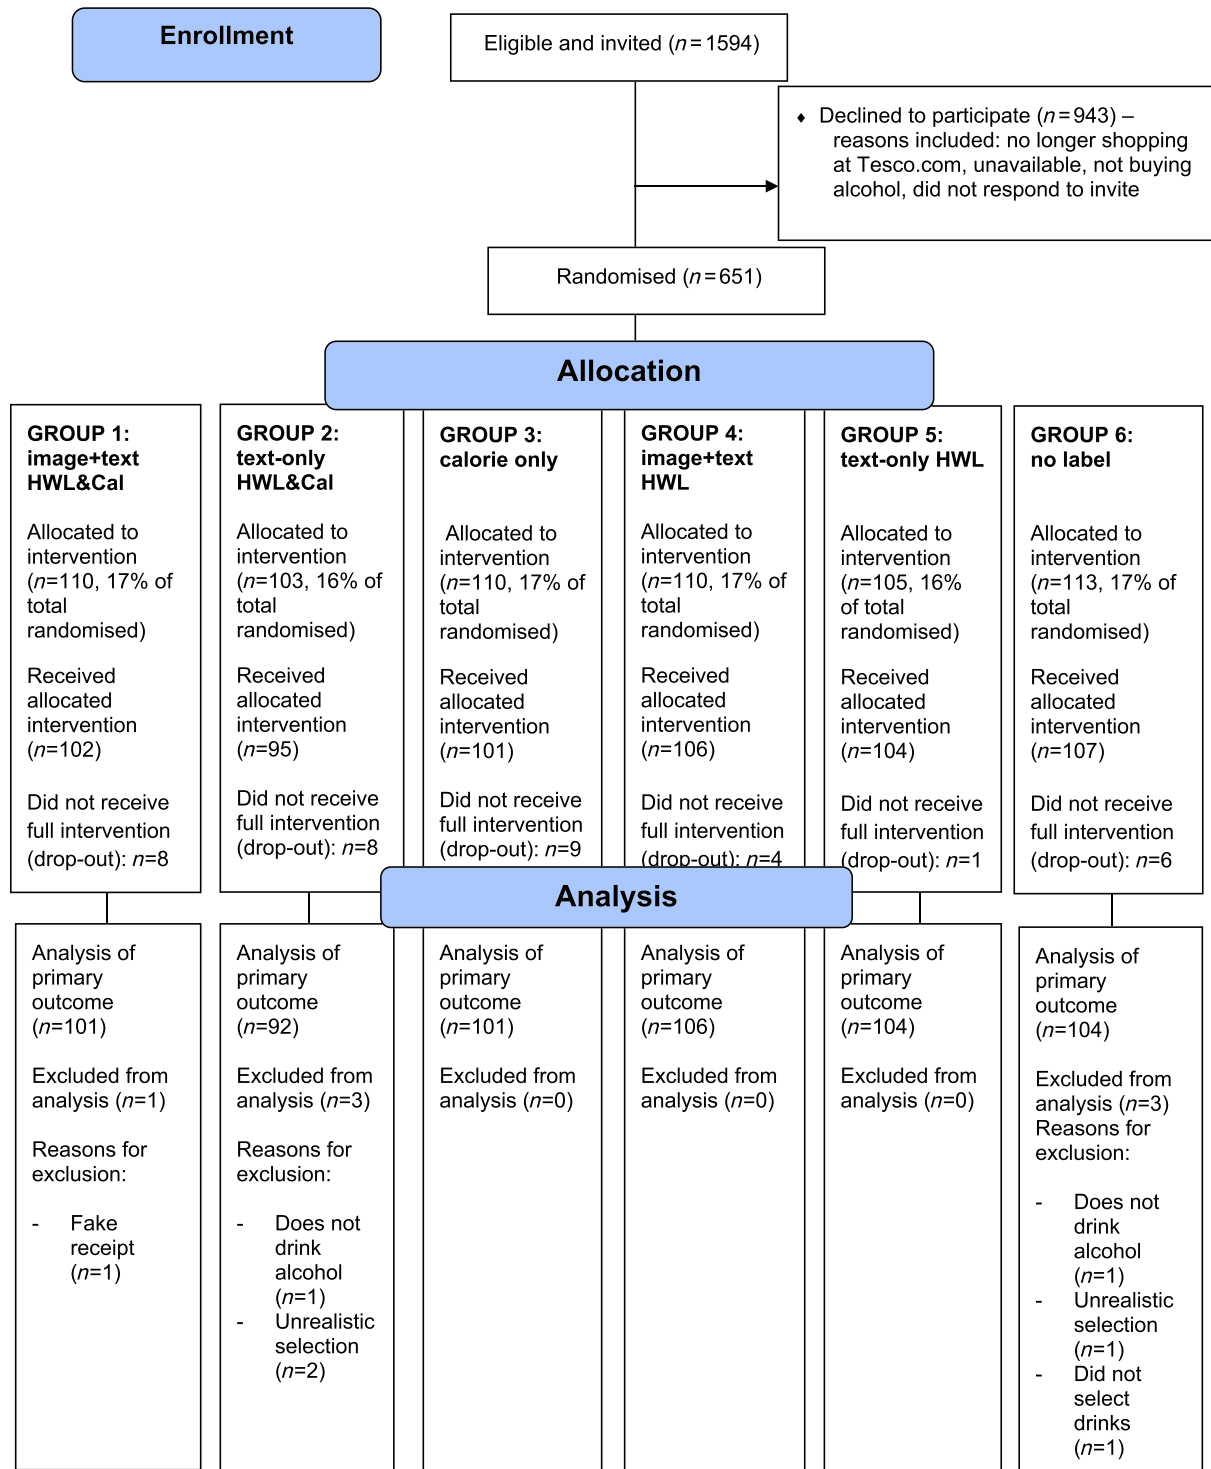 Enrollment
Eligible and invited (n=1594)
♦ Declined to participate (n=943) –
reasons included: no longer shopping
at Tesco.com, unavailable, not buying
alcohol, did not respond to invite
Randomised (n=651)
Allocation
GROUP 1:
image+text
HWL&Cal
Allocated to
intervention
(n=110, 17% of
total
randomised)
Received
allocated
intervention
(n=102)
Did not receive
full intervention
(drop-out): n=8
GROUP 2:
text-only
HWL&Cal
Allocated to
intervention
(n=103, 16% of
total
randomised)
Received
allocated
intervention
(n=95)
Did not receive
full intervention
(drop-out): n=8
GROUP 3:
calorie only
Allocated to
intervention
(n=110, 17% of
total
randomised)
Received
allocated
intervention
(n=101)
Did not receive
full intervention
(drop-out): n=9
GROUP 4:
image+text
HWL
Allocated to
intervention
(n=110, 17% of
total
randomised)
Received
allocated
intervention
(n=106)
Did not receive
full intervention
(drop-out): n=4
GROUP 5:
text-only HWL
Allocated to
intervention
(n=105, 16%
of total
randomised)
Received
allocated
intervention
(n=104)
Did not receive
full intervention
(drop-out): n=1
GROUP 6:
no label
Allocated to
intervention
(n=113, 17% of
total
randomised)
Received
allocated
intervention
(n=107)
Did not receive
full intervention
(drop-out): n=6
Analysis
Analysis of
primary
outcome
(n=101)
Excluded from
analysis (n=1)
Reasons for
exclusion:
- Fake
receipt
(n=1)
Analysis of
primary
outcome
(n=92)
Excluded from
analysis (n=3)
Reasons for
exclusion:
- Does not
drink
alcohol
(n=1)
- Unrealistic
selection
(n=2)
Analysis of
primary
outcome
(n=101)
Excluded from
analysis (n=0)
Analysis of
primary
outcome
(n=106)
Excluded from
analysis (n=0)
Analysis of
primary
outcome
(n=104)
Excluded from
analysis (n=0)
Analysis of
primary
outcome
(n=104)
Excluded from
analysis (n=3)
Reasons for
exclusion:
- Does not
drink
alcohol
(n=1)
- Unrealistic
selection
(n=1)
- Did not
select
drinks
(n=1)